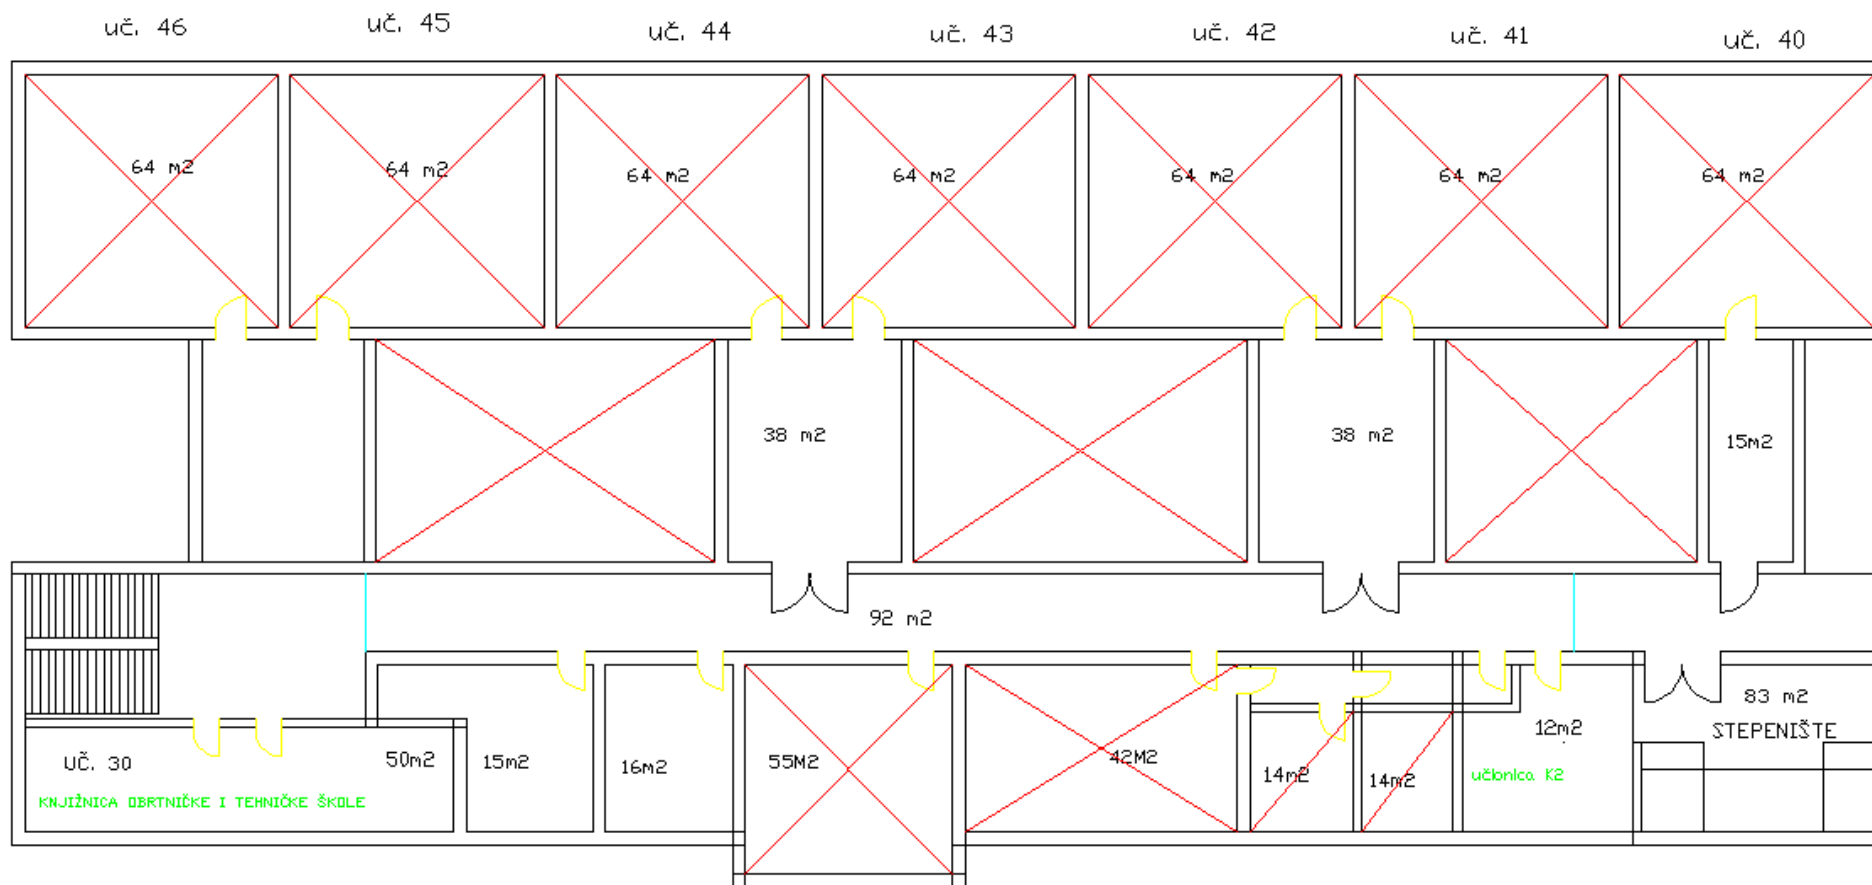 uč. 46
uč. 45
uč. 44
uč. 43
uč. 42
uč. 41
uč. 40
64 m2
64 m2
64 m2
64 m2
64 m2
64 m2
64 m2
38 m2
38 m2
15m2
92 m2
83 m2
STEPENIŠTE
12m2
UČ. 30
50m2
15m2
16m2
55M2
42M2
14m2
14m2
učionica K2
KNJIŽNICA OBRTNIČKE I TEHNIČKE ŠKOLE